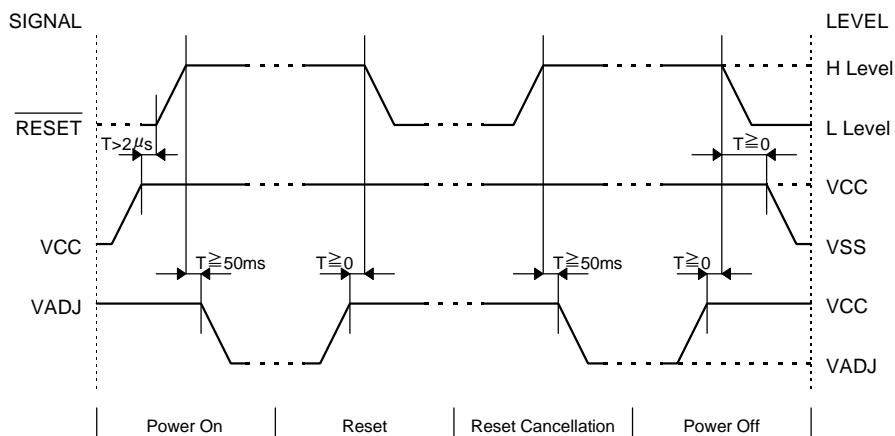 SIGNAL LEVEL
H Level
RESET L Level
T>2μs T≧0
VCC
VCC VSS
T≧50ms T≧0 T≧50ms T≧0
VADJ VCC
VADJ
Power On Reset Reset Cancellation Power Off